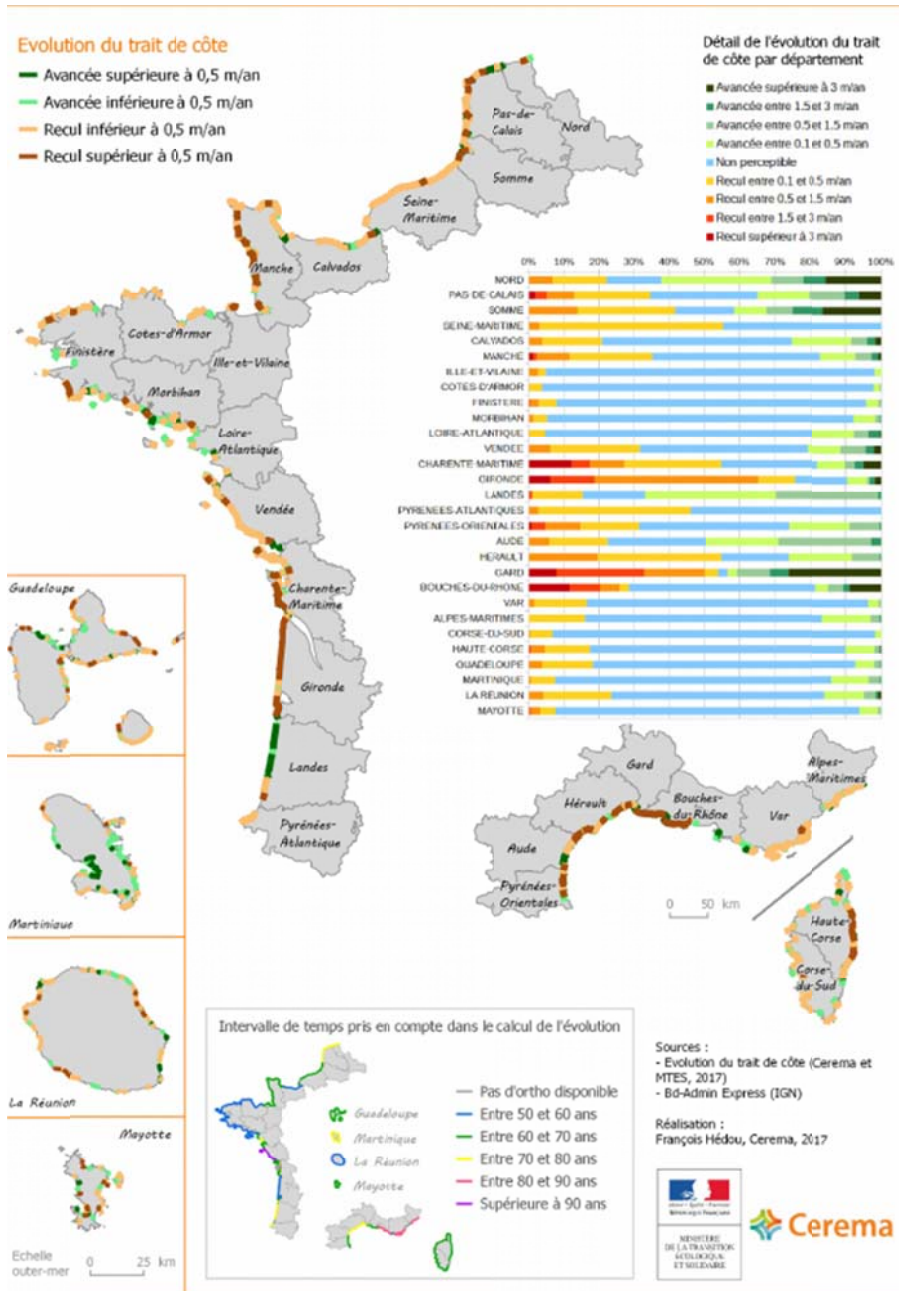 Evolution du trait de côte
Avancée supérieure à 0,5 m/an
Avancée inférieure à 0,5 m/an
Recul inférieur à 0,5 m/an
Recul supérieur à 0,5 m/an
Détail de l'évolution du trait
de côte par département
Avancée supérieure à 3 m/an
Avancée entre 1.5 et 3 m/an
Avancée entre 0.5 et 1.5 m/an
Avancée entre 0.1 et 0.5 m/an
Non perceptible
Recul entre 0.1 et 0.5 m/an
Recul entre 0.5 et 1.5 m/an
Recul entre 1.5 et 3 m/an
Recul supérieur à 3 m/an
0% 10% 20% 30% 40% 50% 60% 70% 80% 90% 100%
NORD
PAS-DE-CALAIS
SOMME
SEINE-MARITIME
CALVADOS
MANCHE
ILLE-ET-VILAINE
COTES-D'ARMOR
FINISTERE
MORBIHAN
LOIRE-ATLANTIQUE
VENDEE
CHARENTE-MARITIME
GIRONDE
LANDES
PYRENEES-ATLANTIQUES
PYRENEES-ORIENTALES
AUDE
HERAULT
GARD
BOUCHES-DU-RHONE
VAR
ALPES-MARITIMES
CORSE-DU-SUD
HAUTE-CORSE
GUADELOUPE
MARTINIQUE
LA REUNION
MAYOTTE
Pas-de-
Calais
Nord
Somme
Seine-
Maritime
Manche
Calvados
Cotes-d'Armor
Finistère
Ille-et-Vilaine
Morbihan
Loire-
Atlantique
Vendée
Charente-
Maritime
Gironde
Landes
Pyrénées-
Atlantique
Guadeloupe
Martinique
La Réunion
Mayotte
Echelle
outer-mer
0 25 km
Gard
Alpes-
Maritimes
Hérault
Bouches-
du-Rhône
Var
Aude
Pyrénées-
Orientales
0 50 km
Haute-
Corse
Corse-
du-Sud
Intervalle de temps pris en compte dans le calcul de l'évolution
Guadeloupe
Martinique
La Réunion
Mayotte
Pas d'ortho disponible
Entre 50 et 60 ans
Entre 60 et 70 ans
Entre 70 et 80 ans
Entre 80 et 90 ans
Supérieure à 90 ans
Sources :
- Evolution du trait de côte (Cerema et
MTES, 2017)
- Bd-Admin Express (IGN)
Réalisation :
François Hédou, Cerema, 2017
MINISTÈRE
DE LA TRANSITION
ÉCOLOGIQUE
ET SOLIDAIRE
Cerema